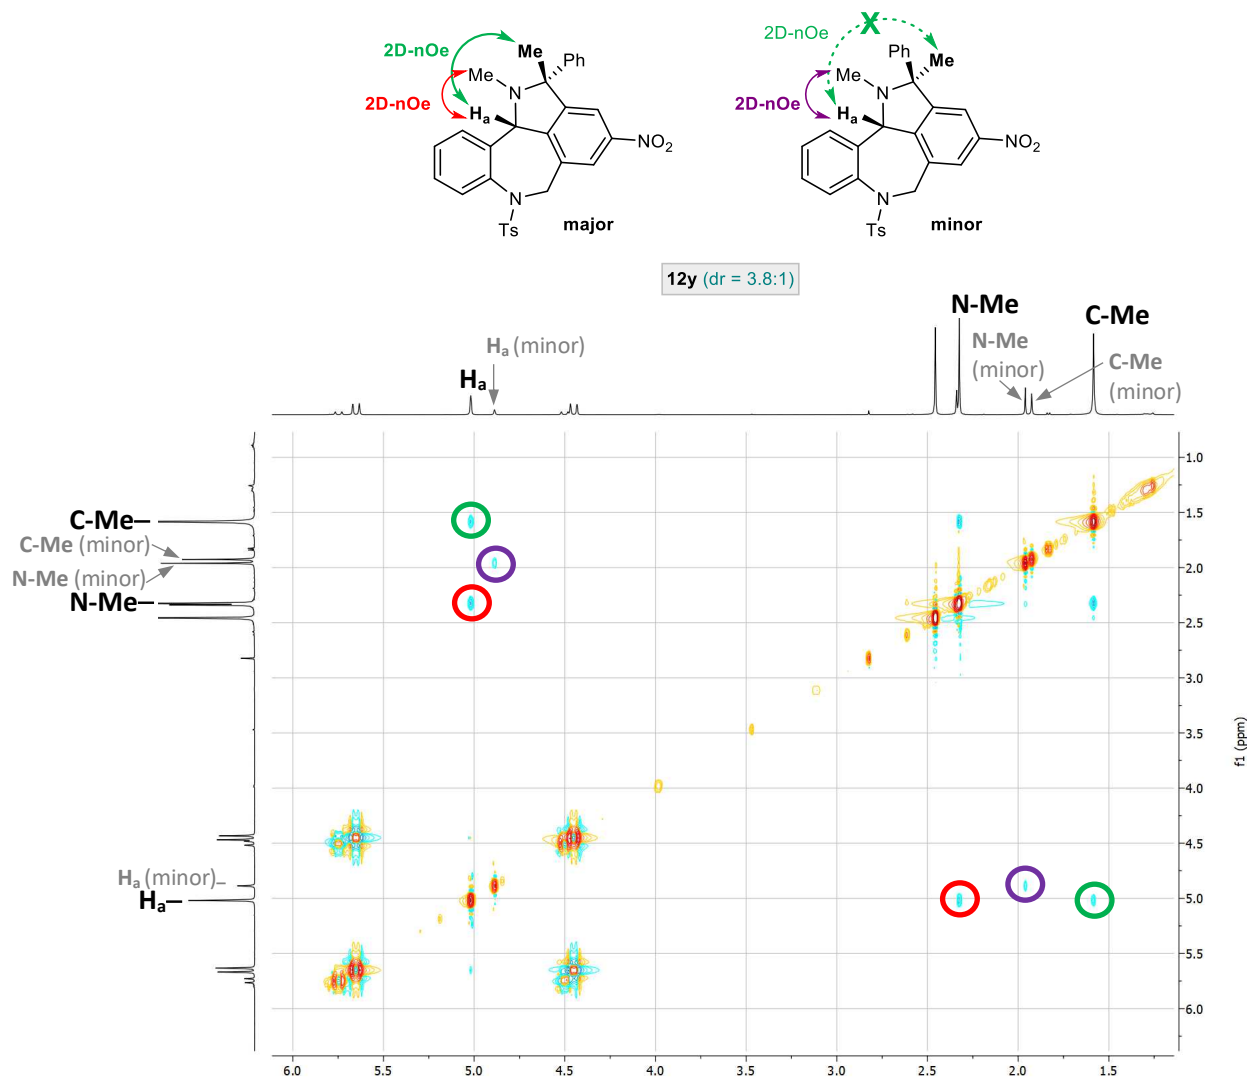 2D-nOe
Me
Ph
Me
N
2D-nOe
Ha
NO2
N
Ts
major
2D-nOe
X
Ph
Me
Me
N
2D-nOe
Ha
NO2
N
Ts
minor
12y (dr = 3.8:1)
N-Me
C-Me
Ha (minor)
N-Me
(minor)
C-Me
(minor)
Ha
C-Me
C-Me (minor)
N-Me (minor)
N-Me
Ha (minor)
Ha
1.0
1.5
2.0
2.5
3.0
3.5
4.0
4.5
5.0
5.5
6.0
f1 (ppm)
6.0 5.5 5.0 4.5 4.0 3.5 3.0 2.5 2.0 1.5